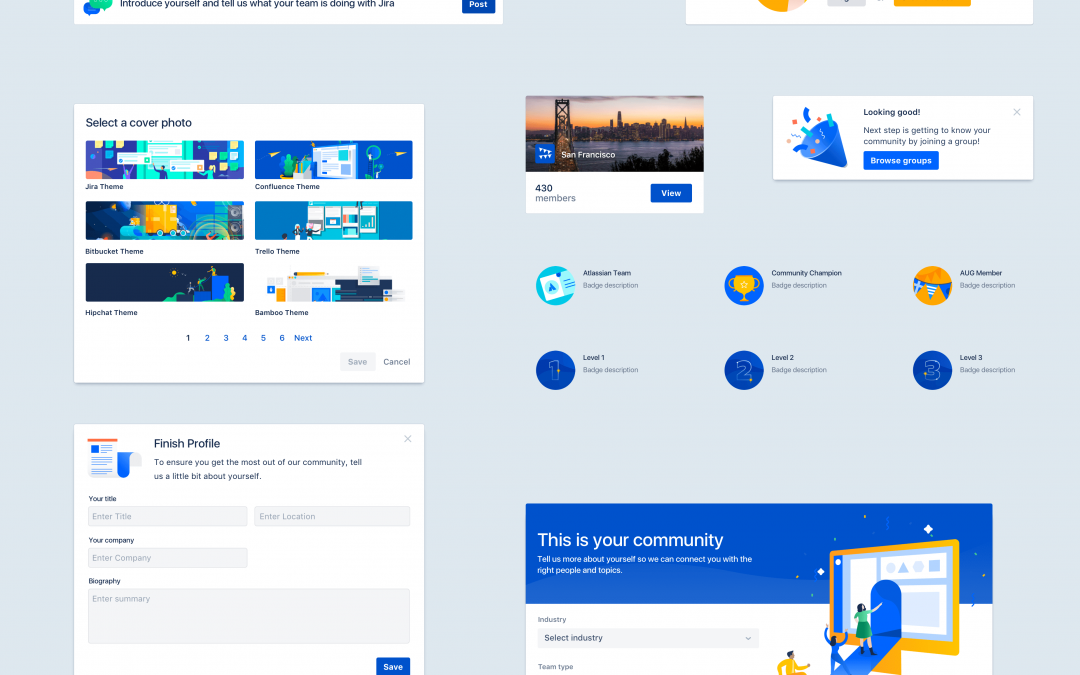 Introduce yourself and tell us what your team is doing with Jira
Post
Select a cover photo
Jira Theme
Confluence Theme
Bitbucket Theme
Trello Theme
Hipchat Theme
Bamboo Theme
1 2 3 4 5 6 Next
Save Cancel
San Francisco
430
members
View
Looking good!
Next step is getting to know your
community by joining a group!
Browse groups
Atlassian Team
Badge description
Community Champion
Badge description
AUG Member
Badge description
1
Level 1
Badge description
2
Level 2
Badge description
3
Level 3
Badge description
Finish Profile
To ensure you get the most out of our community, tell
us a little bit about yourself.
Your title
Enter Title
Enter Location
Your company
Enter Company
Biography
Enter summary
Save
This is your community
Tell us more about yourself so we can connect you with the
right people and topics.
Industry
Select industry
Team type